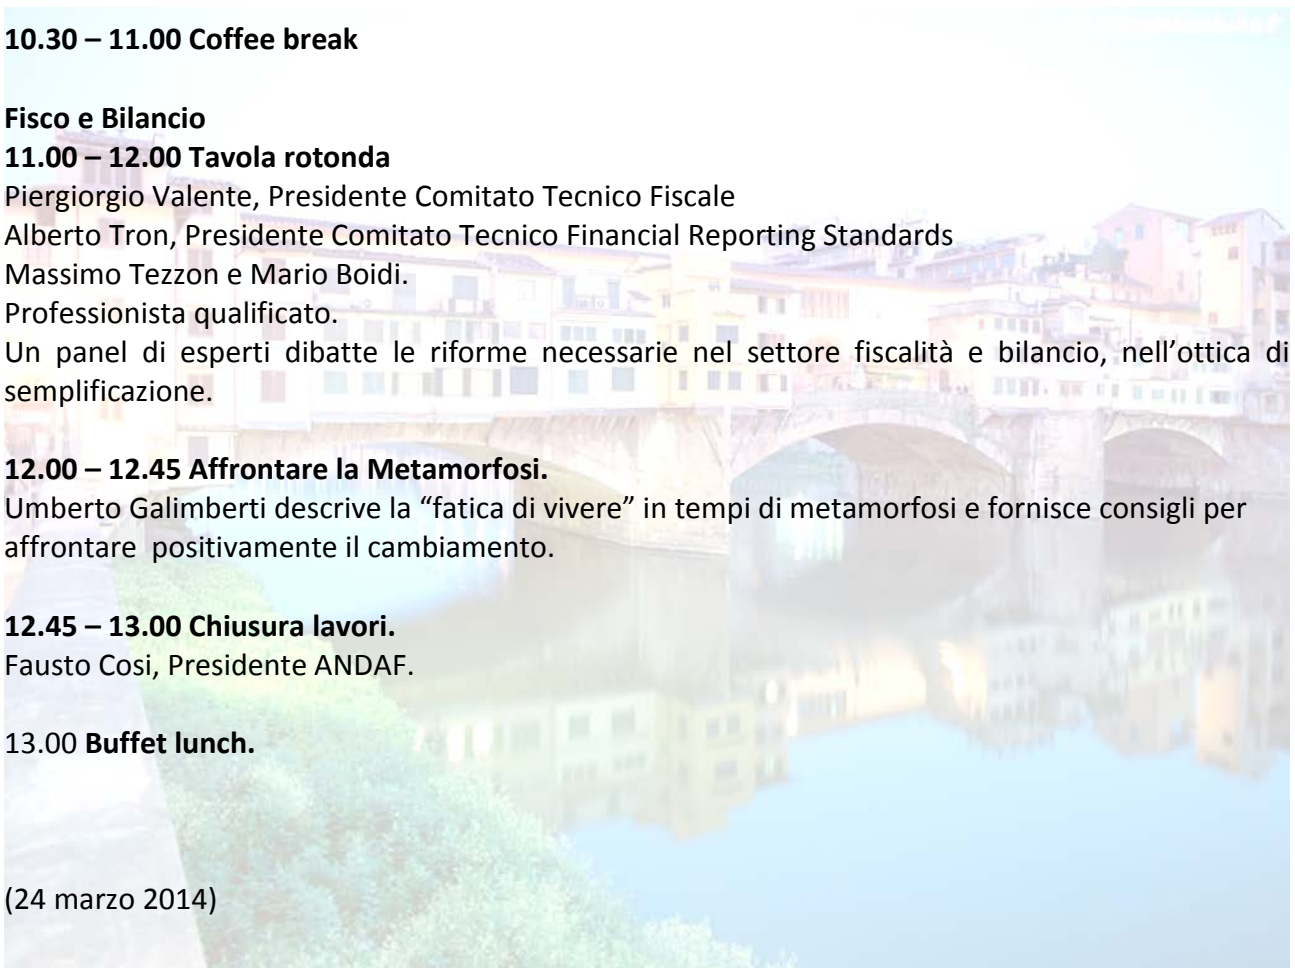 10.30 – 11.00 Coffee break
Fisco e Bilancio
11.00 – 12.00 Tavola rotonda
Piergiorgio Valente, Presidente Comitato Tecnico Fiscale
Alberto Tron, Presidente Comitato Tecnico Financial Reporting Standards
Massimo Tezzon e Mario Boidi.
Professionista qualificato.
Un panel di esperti dibatte le riforme necessarie nel settore fiscalità e bilancio, nell’ottica di
semplificazione.
12.00 – 12.45 Affrontare la Metamorfosi.
Umberto Galimberti descrive la “fatica di vivere” in tempi di metamorfosi e fornisce consigli per
affrontare  positivamente il cambiamento.
12.45 – 13.00 Chiusura lavori.
Fausto Cosi, Presidente ANDAF.
13.00 Buffet lunch.
(24 marzo 2014)